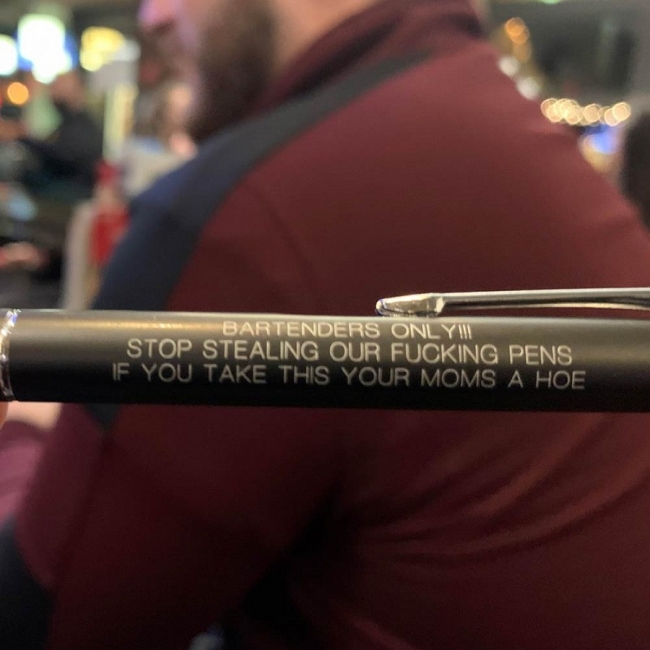 BARTENDERS ONLY!!!
STOP STEALING OUR FUCKING PENS
IF YOU TAKE THIS YOUR MOMS A HOE